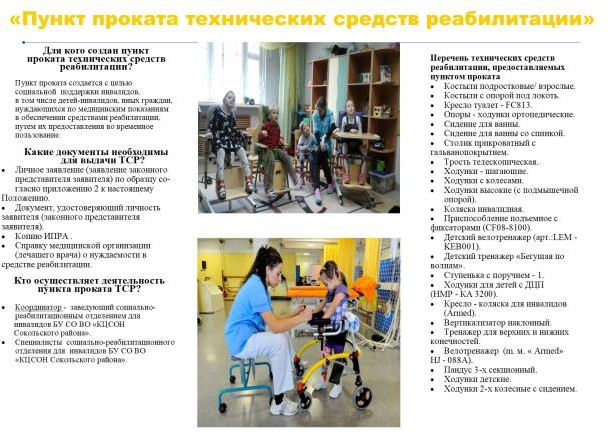 «Пункт проката технических средств реабилитации»
Для кого создан пункт
проката технических средств
реабилитации?
Пункт проката создается с целью
социальной поддержки инвалидов,
в том числе детей-инвалидов, иных граждан,
нуждающихся по медицинским показаниям
в обеспечении средствами реабилитации,
путем их предоставления во временное
пользование.
Какие документы необходимы
для выдачи ТСР?
• Личное заявление (заявление законного
представителя заявителя) по образцу со-
гласно приложению 2 к настоящему
Положению.
• Документ, удостоверяющий личность
заявителя (законного представителя
заявителя).
• Копию ИПРА .
• Справку медицинской организации
(лечащего врача) о нуждаемости в
средстве реабилитации.
Кто осуществляет деятельность
пункта проката ТСР?
• Координатор - заведующий социально-
реабилитационным отделением для
инвалидов БУ СО ВО «КЦСОН
Сокольского района».
• Специалисты социально-реабилитационного
отделения для инвалидов БУ СО ВО
«КЦСОН Сокольского района».
Перечень технических средств
реабилитации, предоставляемых
пунктом проката
• Костыли подростковые/ взрослые.
• Костыли с опорой под локоть.
• Кресло туалет - FC813.
• Опоры - ходунки ортопедические.
• Сидение для ванны.
• Сидение для ванны со спинкой.
• Столик прикроватный с
гальванопокрытием.
• Трость телескопическая.
• Ходунки - шагающие.
• Ходунки с колесами.
• Ходунки высокие (с подмышечной
опорой).
• Коляска инвалидная.
• Приспособление подъемное с
фиксаторами (CF08-8100).
• Детский велотренажер (арт.:LEM -
KEB001).
• Детский тренажер «Бегущая по
волнам».
• Ступенька с поручнем - 1.
• Ходунки для детей с ДЦП
(HMP - KA 3200).
• Кресло - коляска для инвалидов
(Armed).
• Вертикализатор наклонный.
• Тренажер для верхних и нижних
конечностей.
• Велотренажер (m. м. « Armed»
HJ - 088A).
• Пандус 3-х секционный.
• Ходунки детские.
• Ходунки 2-х колесные с сидением.